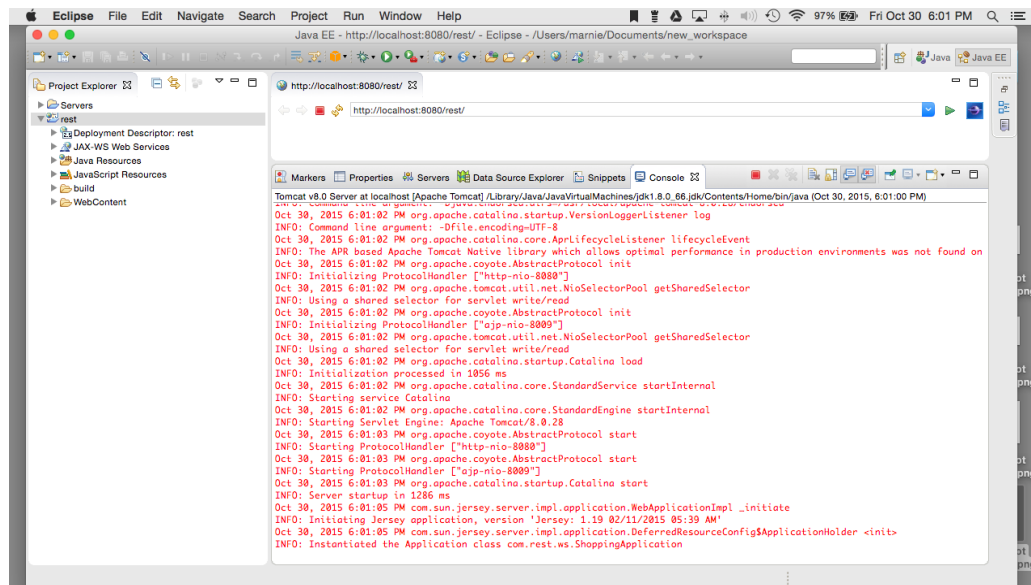 Eclipse File Edit Navigate Search Project Run Window Help 97% Fri Oct 30 6:01 PM
Java EE - http://localhost:8080/rest/ - Eclipse - /Users/marnie/Documents/new_workspace
Java Java EE
Project Explorer
Servers
rest
Deployment Descriptor: rest
JAX-WS Web Services
Java Resources
JavaScript Resources
build
WebContent
http://localhost:8080/rest/
http://localhost:8080/rest/
Markers Properties Servers Data Source Explorer Snippets Console
Tomcat v8.0 Server at localhost [Apache Tomcat] /Library/Java/JavaVirtualMachines/jdk1.8.0_66.jdk/Contents/Home/bin/java (Oct 30, 2015, 6:01:00 PM)
Oct 30, 2015 6:01:02 PM org.apache.catalina.startup.VersionLoggerListener log
INFO: Command line argument: -Dfile.encoding=UTF-8
Oct 30, 2015 6:01:02 PM org.apache.catalina.core.AprLifecycleListener lifecycleEvent
INFO: The APR based Apache Tomcat Native library which allows optimal performance in production environments was not found on
Oct 30, 2015 6:01:02 PM org.apache.coyote.AbstractProtocol init
INFO: Initializing ProtocolHandler ["http-nio-8080"]
Oct 30, 2015 6:01:02 PM org.apache.tomcat.util.net.NioSelectorPool getSharedSelector
INFO: Using a shared selector for servlet write/read
Oct 30, 2015 6:01:02 PM org.apache.coyote.AbstractProtocol init
INFO: Initializing ProtocolHandler ["ajp-nio-8009"]
Oct 30, 2015 6:01:02 PM org.apache.tomcat.util.net.NioSelectorPool getSharedSelector
INFO: Using a shared selector for servlet write/read
Oct 30, 2015 6:01:02 PM org.apache.catalina.startup.Catalina load
INFO: Initialization processed in 1056 ms
Oct 30, 2015 6:01:02 PM org.apache.catalina.core.StandardService startInternal
INFO: Starting service Catalina
Oct 30, 2015 6:01:02 PM org.apache.catalina.core.StandardEngine startInternal
INFO: Starting Servlet Engine: Apache Tomcat/8.0.28
Oct 30, 2015 6:01:03 PM org.apache.coyote.AbstractProtocol start
INFO: Starting ProtocolHandler ["http-nio-8080"]
Oct 30, 2015 6:01:03 PM org.apache.coyote.AbstractProtocol start
INFO: Starting ProtocolHandler ["ajp-nio-8009"]
Oct 30, 2015 6:01:03 PM org.apache.catalina.startup.Catalina start
INFO: Server startup in 1286 ms
Oct 30, 2015 6:01:05 PM com.sun.jersey.server.impl.application.WebApplicationImpl _initiate
INFO: Initiating Jersey application, version 'Jersey: 1.19 02/11/2015 05:39 AM'
Oct 30, 2015 6:01:05 PM com.sun.jersey.server.impl.application.DeferredResourceConfig$ApplicationHolder <init>
INFO: Instantiated the Application class com.rest.ws.ShoppingApplication